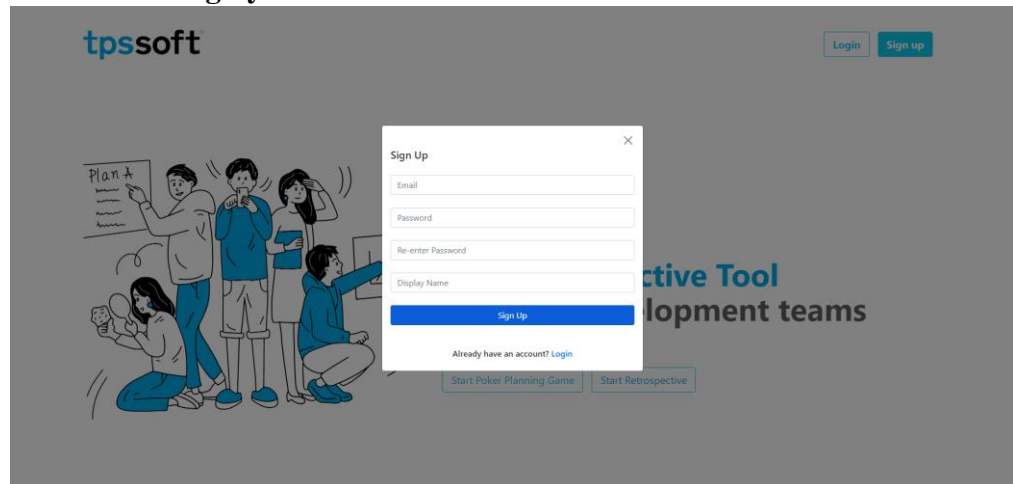 tpssoft
Login
Sign up
Plan A
Sign Up
Email
Password
Re-enter Password
Display Name
Sign Up
Already have an account? Login
ctive Tool
lopment teams
Start Poker Planning Game
Start Retrospective